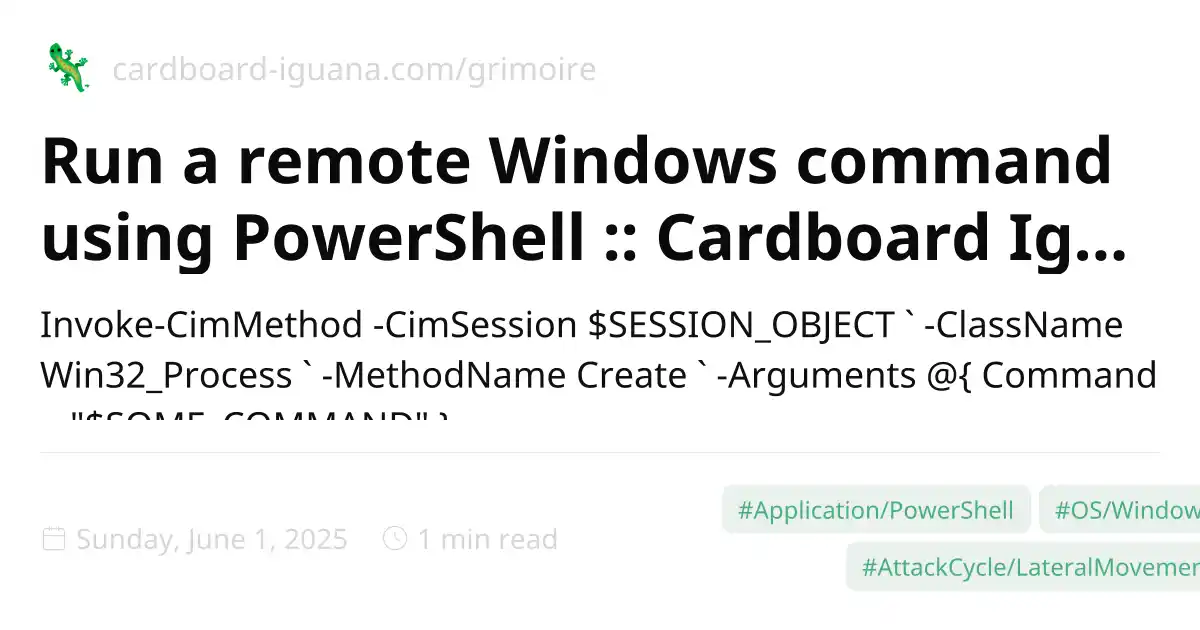 cardboard-iguana.com/grimoire
Run a remote Windows command
using PowerShell :: Cardboard Ig...
Invoke-CimMethod -CimSession $SESSION_OBJECT ` -ClassName
Win32_Process ` -MethodName Create ` -Arguments @{ Command
"$SOME_COMMAND" }
#Application/PowerShell #OS/Window
Sunday, June 1, 2025 1 min read
#AttackCycle/LateralMovemen